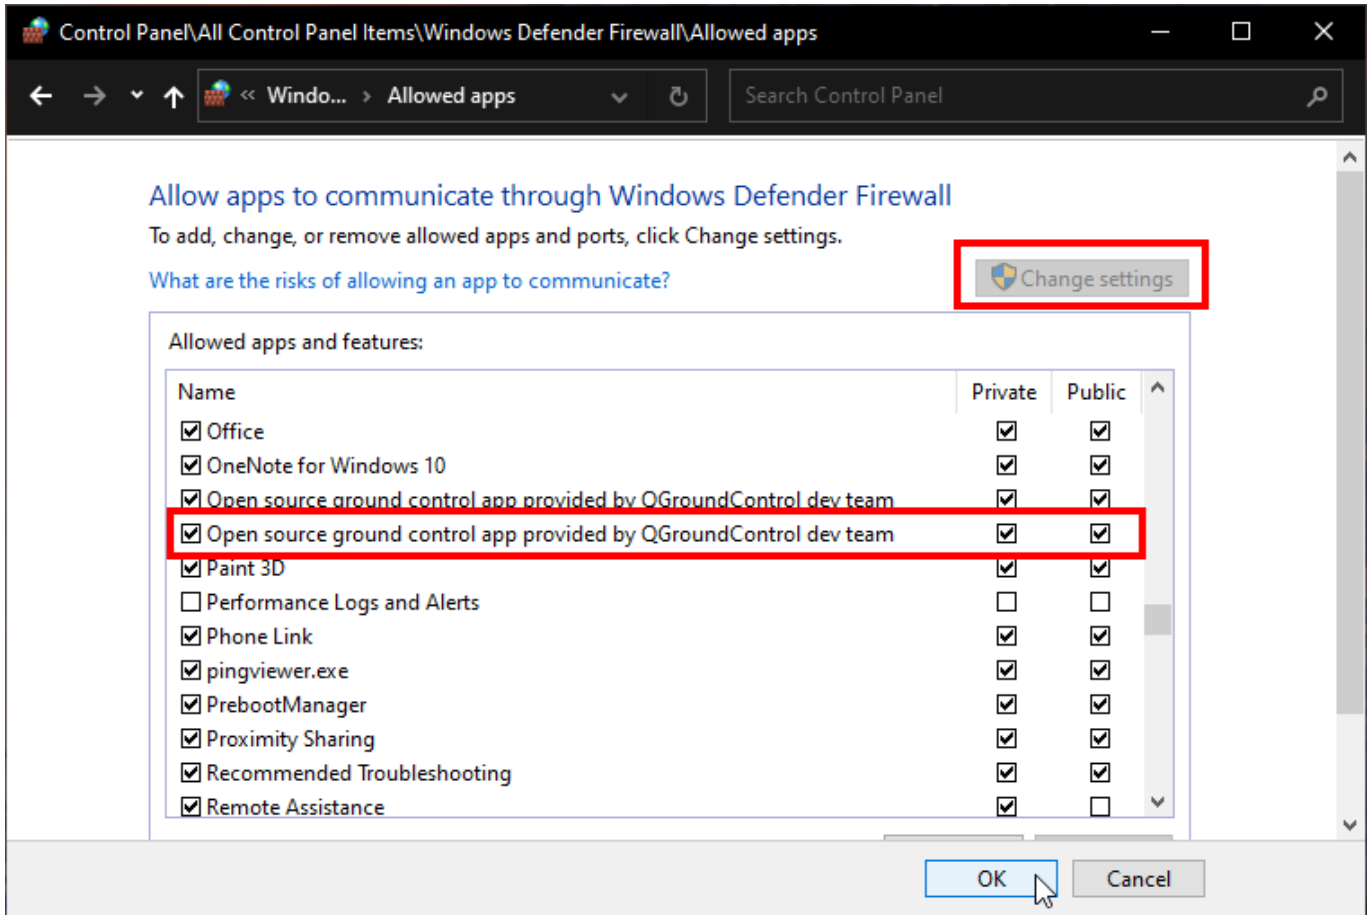 Control Panel\All Control Panel Items\Windows Defender Firewall\Allowed apps
« Windo... › Allowed apps
Search Control Panel
Allow apps to communicate through Windows Defender Firewall
To add, change, or remove allowed apps and ports, click Change settings.
What are the risks of allowing an app to communicate?
Change settings
Allowed apps and features:
Name Private Public
Office
OneNote for Windows 10
Open source ground control app provided by QGroundControl dev team
Open source ground control app provided by QGroundControl dev team
Paint 3D
Performance Logs and Alerts
Phone Link
pingviewer.exe
PrebootManager
Proximity Sharing
Recommended Troubleshooting
Remote Assistance
OK Cancel